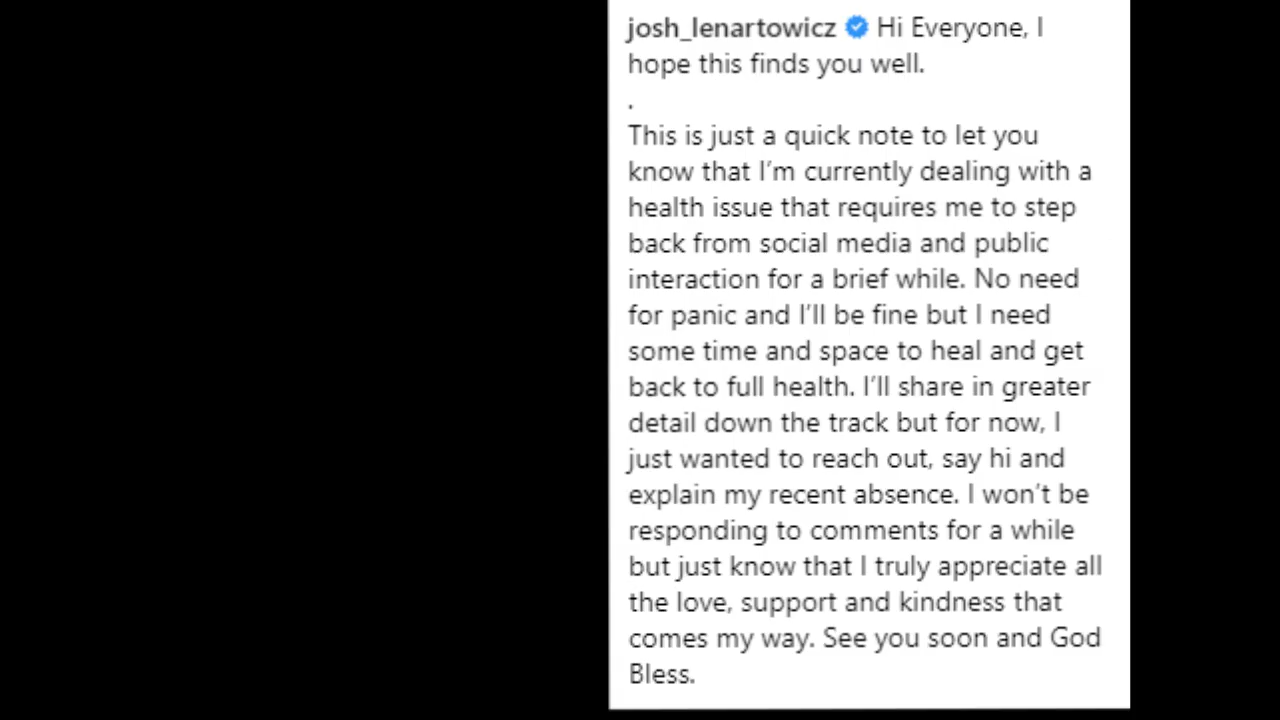 josh_lenartowicz Hi Everyone, I
hope this finds you well.
.
This is just a quick note to let you
know that I'm currently dealing with a
health issue that requires me to step
back from social media and public
interaction for a brief while. No need
for panic and I'll be fine but I need
some time and space to heal and get
back to full health. I'll share in greater
detail down the track but for now, I
just wanted to reach out, say hi and
explain my recent absence. I won't be
responding to comments for a while
but just know that I truly appreciate all
the love, support and kindness that
comes my way. See you soon and God
Bless.